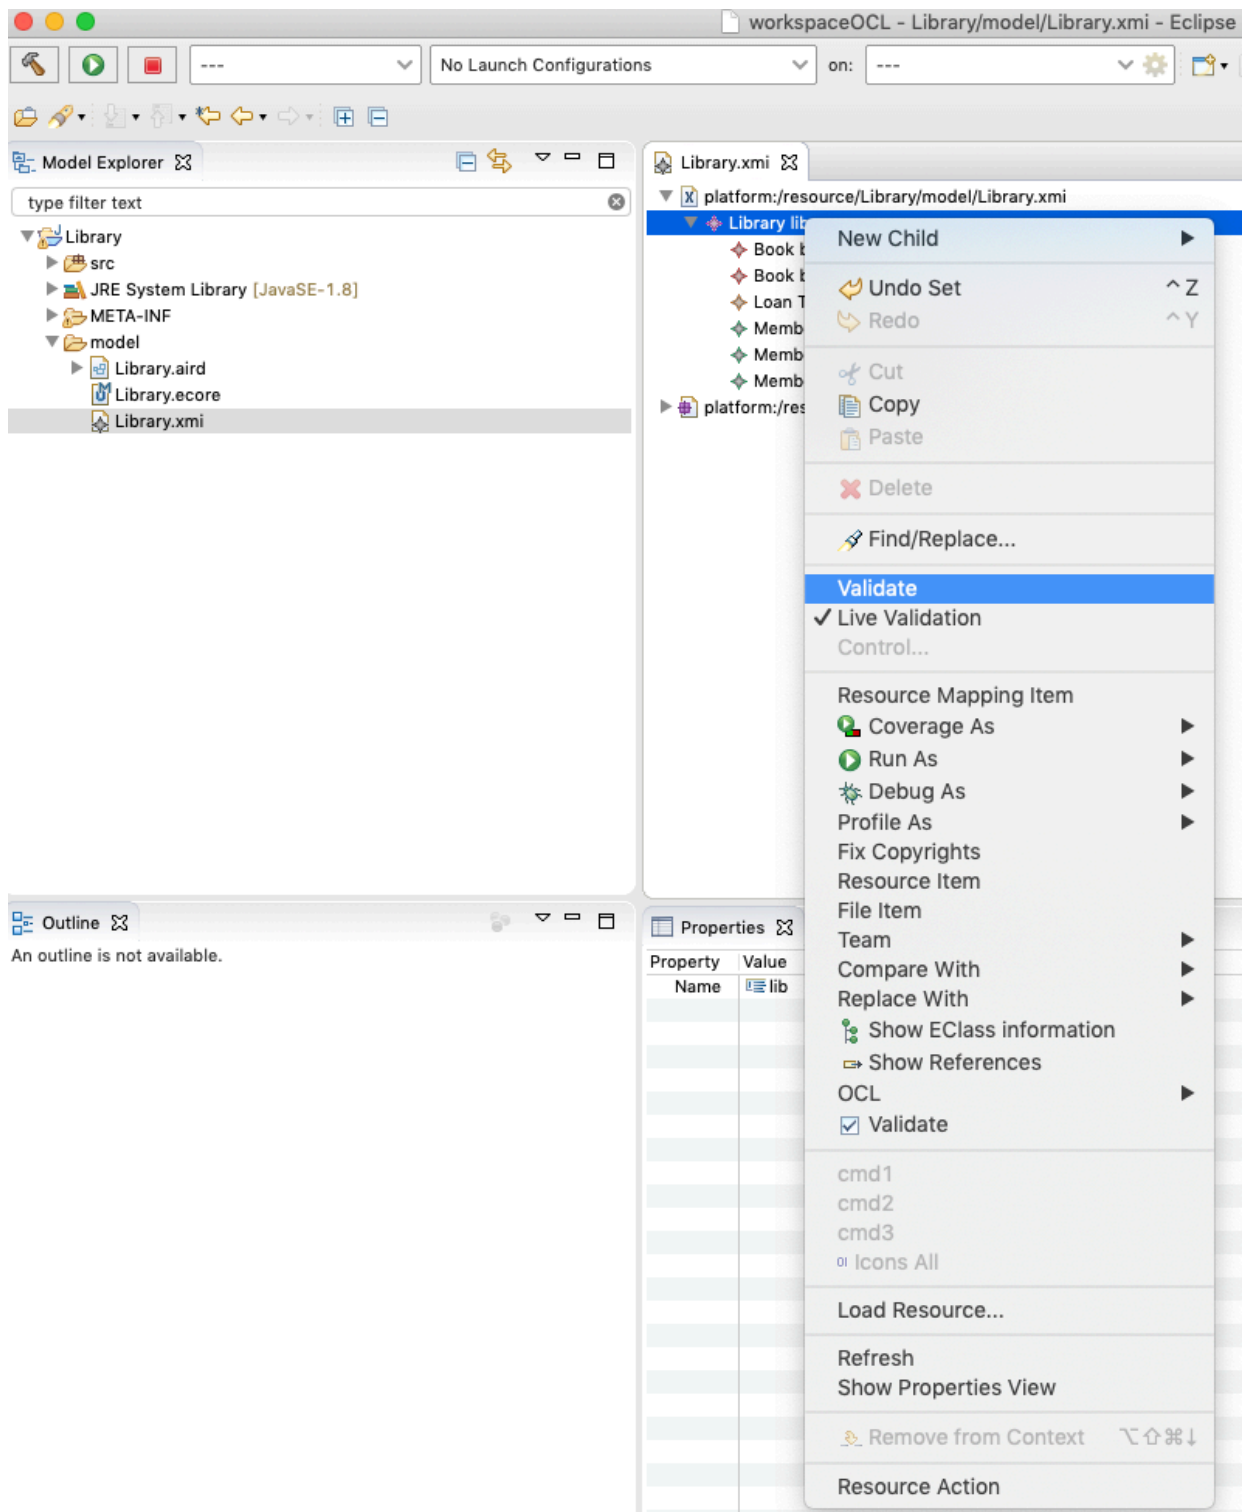 workspaceOCL - Library/model/Library.xmi - Eclipse
---
No Launch Configurations
on:
---
Model Explorer
type filter text
Library
src
JRE System Library [JavaSE-1.8]
META-INF
model
Library.aird
Library.ecore
Library.xmi
Library.xmi
platform:/resource/Library/model/Library.xmi
Library lib
Book b
Book b
Loan T
Memb
Memb
Memb
platform:/res
New Child
Undo Set ^Z
Redo ^Y
Cut
Copy
Paste
Delete
Find/Replace...
Validate
✓ Live Validation
Control...
Resource Mapping Item
Coverage As
Run As
Debug As
Profile As
Fix Copyrights
Resource Item
File Item
Team
Compare With
Replace With
Show EClass information
Show References
OCL
Validate
cmd1
cmd2
cmd3
Icons All
Load Resource...
Refresh
Show Properties View
Remove from Context ⌥⇧⌘↓
Resource Action
Outline
An outline is not available.
Properties
Property Value
Name lib